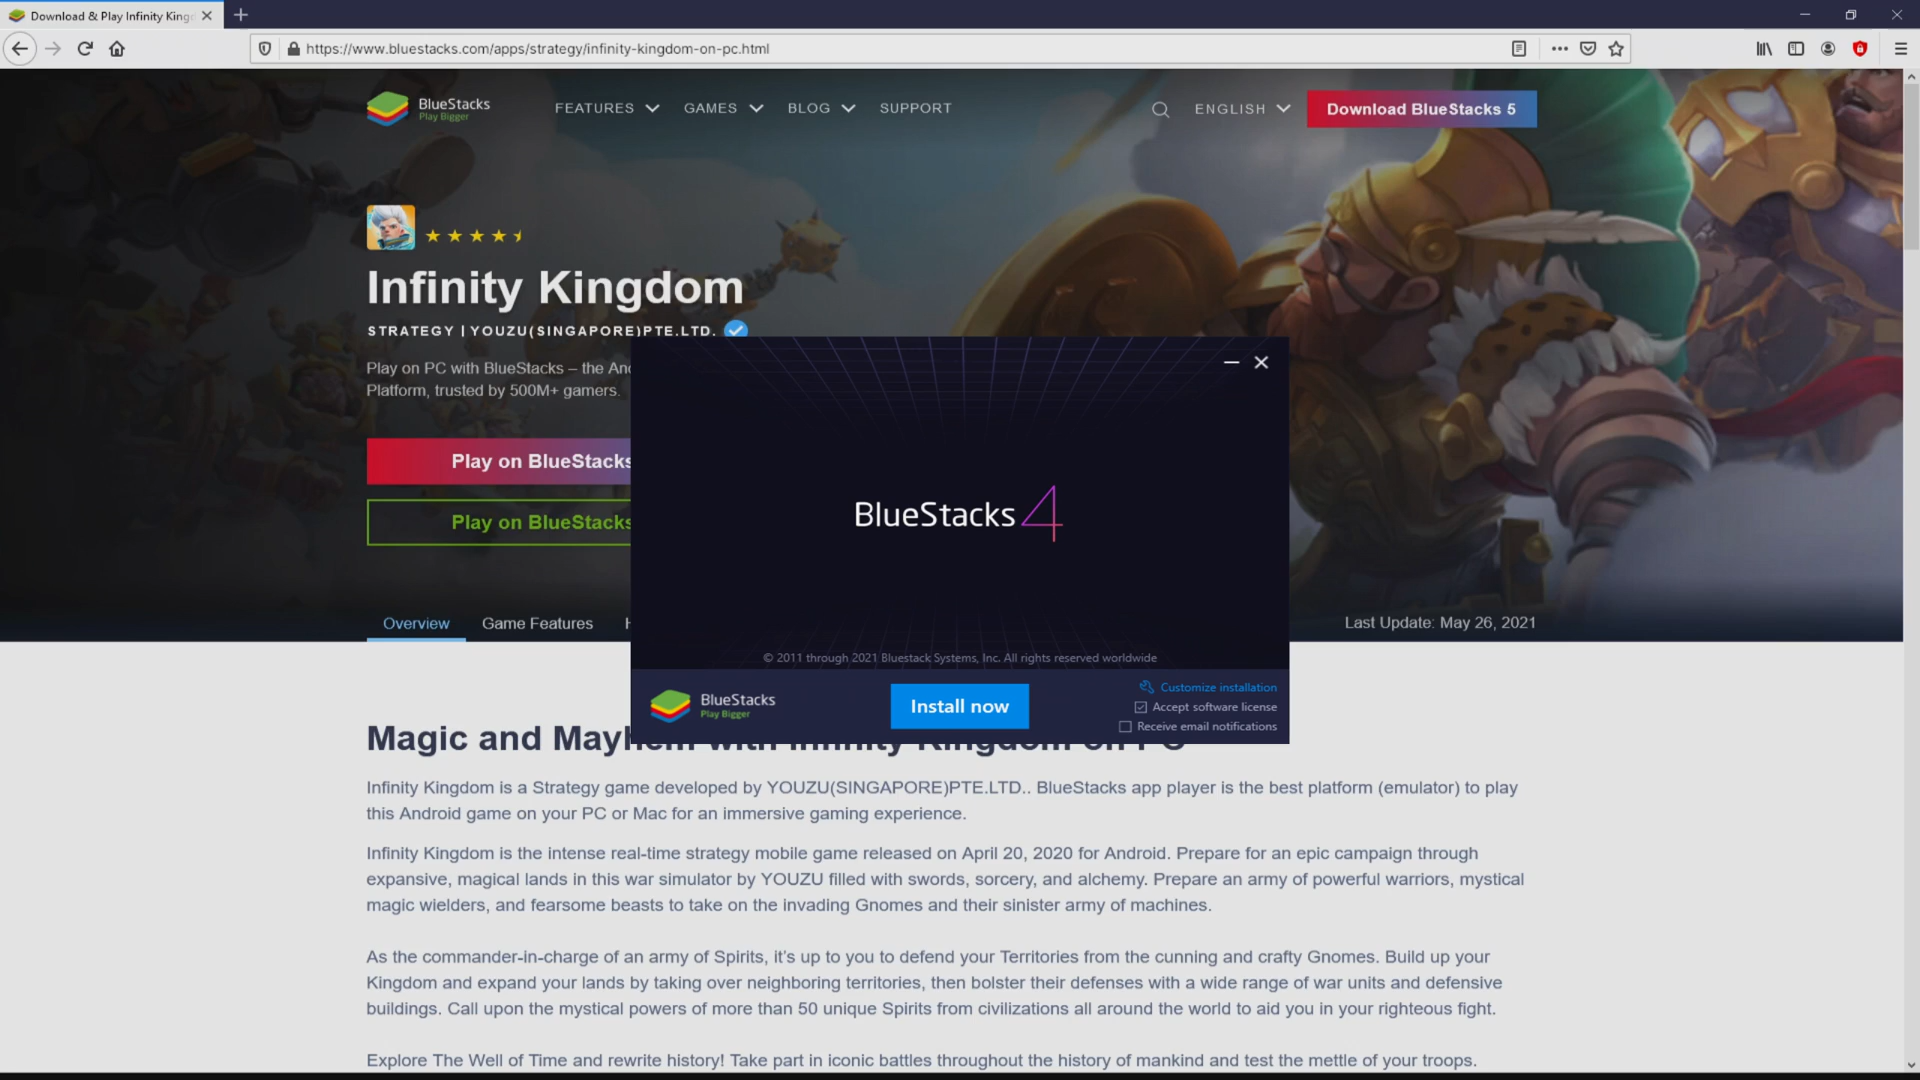 Download & Play Infinity King
https://www.bluestacks.com/apps/strategy/infinity-kingdom-on-pc.html
BlueStacks
Play Bigger
FEATURES
GAMES
BLOG
SUPPORT
ENGLISH
Download BlueStacks 5
Infinity Kingdom
STRATEGY | YOUZU(SINGAPORE)PTE.LTD.
Play on PC with BlueStacks – the An
Platform, trusted by 500M+ gamers.
Play on BlueStacks
Play on BlueStacks
Overview
Game Features
H
Last Update: May 26, 2021
BlueStacks 4
© 2011 through 2021 Bluestack Systems, Inc. All rights reserved worldwide
BlueStacks
Play Bigger
Install now
Customize installation
Accept software license
Receive email notifications
Magic and Mayhem with Infinity Kingdom on PC
Infinity Kingdom is a Strategy game developed by YOUZU(SINGAPORE)PTE.LTD.. BlueStacks app player is the best platform (emulator) to play
this Android game on your PC or Mac for an immersive gaming experience.
Infinity Kingdom is the intense real-time strategy mobile game released on April 20, 2020 for Android. Prepare for an epic campaign through
expansive, magical lands in this war simulator by YOUZU filled with swords, sorcery, and alchemy. Prepare an army of powerful warriors, mystical
magic wielders, and fearsome beasts to take on the invading Gnomes and their sinister army of machines.
As the commander-in-charge of an army of Spirits, it's up to you to defend your Territories from the cunning and crafty Gnomes. Build up your
Kingdom and expand your lands by taking over neighboring territories, then bolster their defenses with a wide range of war units and defensive
buildings. Call upon the mystical powers of more than 50 unique Spirits from civilizations all around the world to aid you in your righteous fight.
Explore The Well of Time and rewrite history! Take part in iconic battles throughout the history of mankind and test the mettle of your troops.